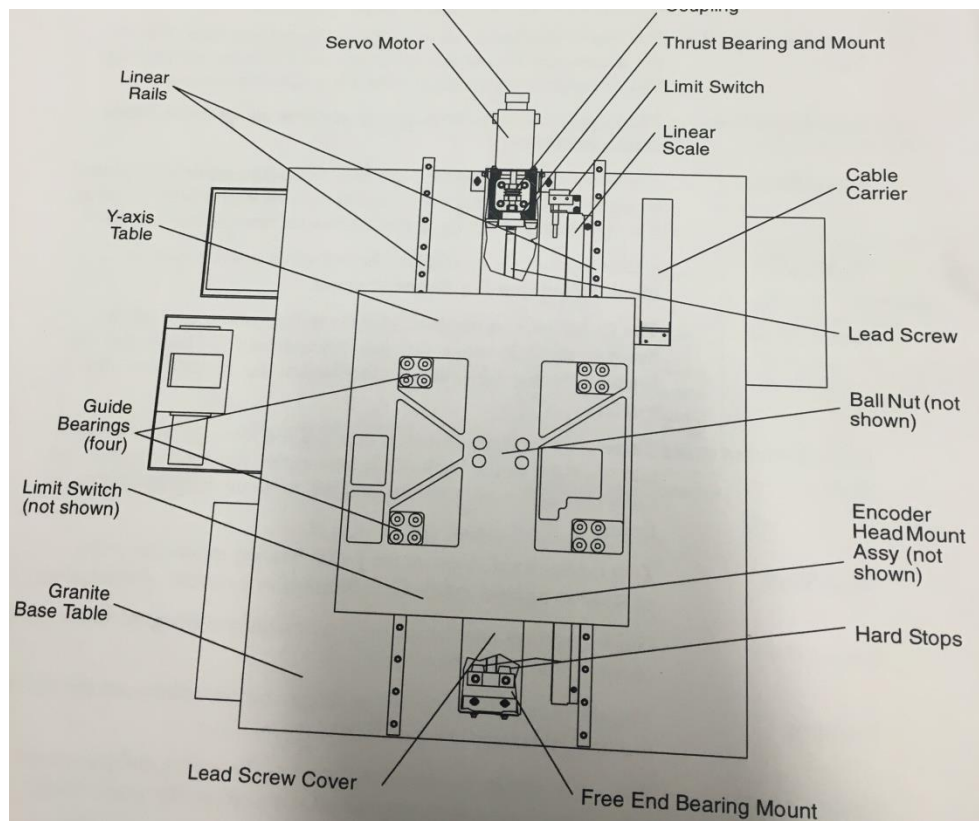 Coupling
Servo Motor
Thrust Bearing and Mount
Linear
Rails
Limit Switch
Linear
Scale
Cable
Carrier
Y-axis
Table
Lead Screw
Guide
Bearings
(four)
Ball Nut (not
shown)
Limit Switch
(not shown)
Encoder
Head Mount
Assy (not
shown)
Granite
Base Table
Hard Stops
Lead Screw Cover
Free End Bearing Mount